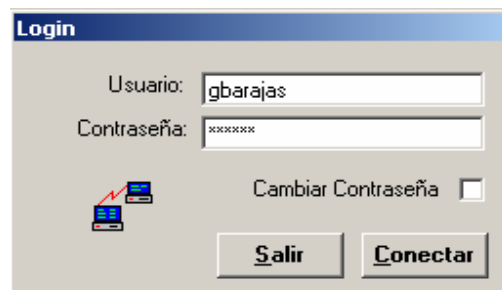 Login
Usuario: gbarajas
Contraseña: ******
Cambiar Contraseña
Salir Conectar